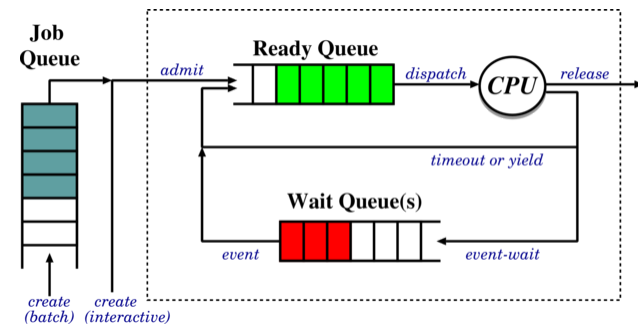 Job
Queue
admit
Ready Queue
dispatch
CPU
release
timeout or yield
Wait Queue(s)
event
event-wait
create
(batch)
create
(interactive)